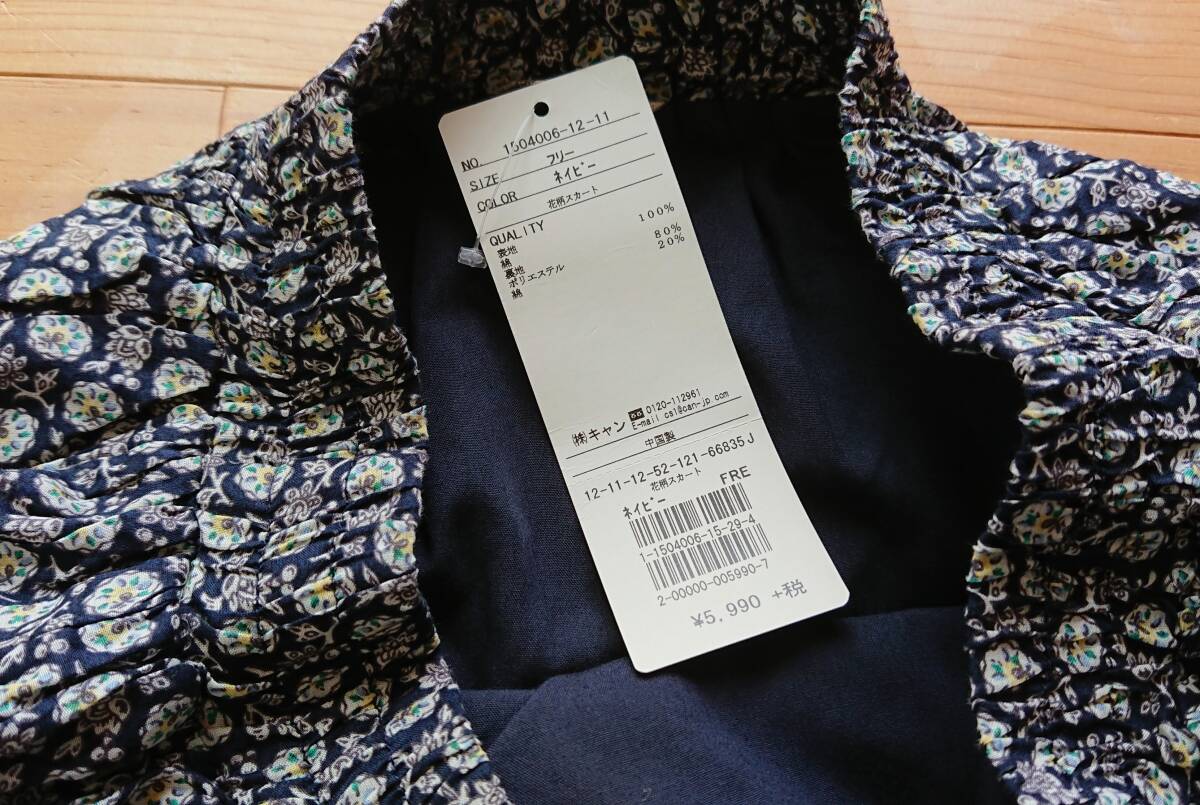 NO. 1504006-12-11
SIZE フリー
COLOR ネイビー
花柄スカート
QUALITY
表地
綿 100%
裏地
ポリエステル 80%
綿 20%
㈱キャン 0120-112961
E-mail cs1@can-jp.com
中国製
12-11-12-52-121-66835J
花柄スカート
ネイビー FRE
1-1504006-15-29-4
2-00000-005990-7
¥5,990 +税